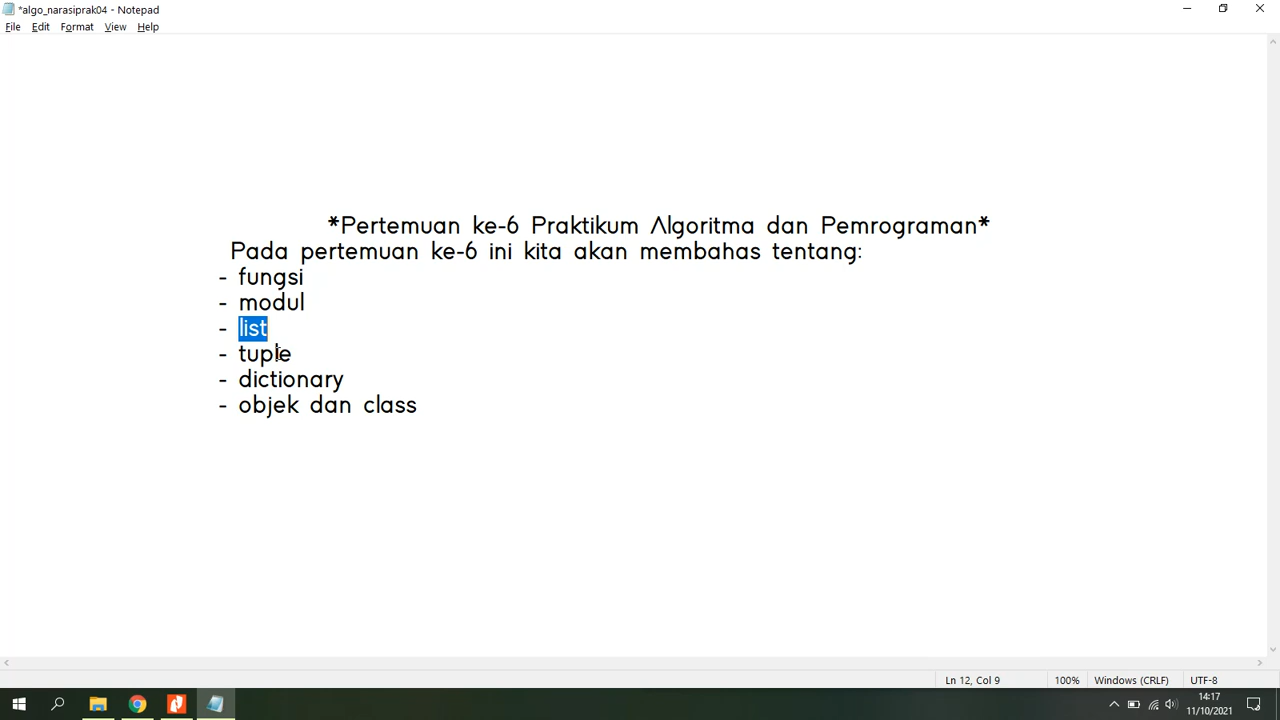 *algo_narasiprak04 - Notepad
File Edit Format View Help
*Pertemuan ke-6 Praktikum Algoritma dan Pemrograman*
Pada pertemuan ke-6 ini kita akan membahas tentang:
- fungsi
- modul
- list
- tuple
- dictionary
- objek dan class
Ln 12, Col 9 100% Windows (CRLF) UTF-8
14:17
11/10/2021